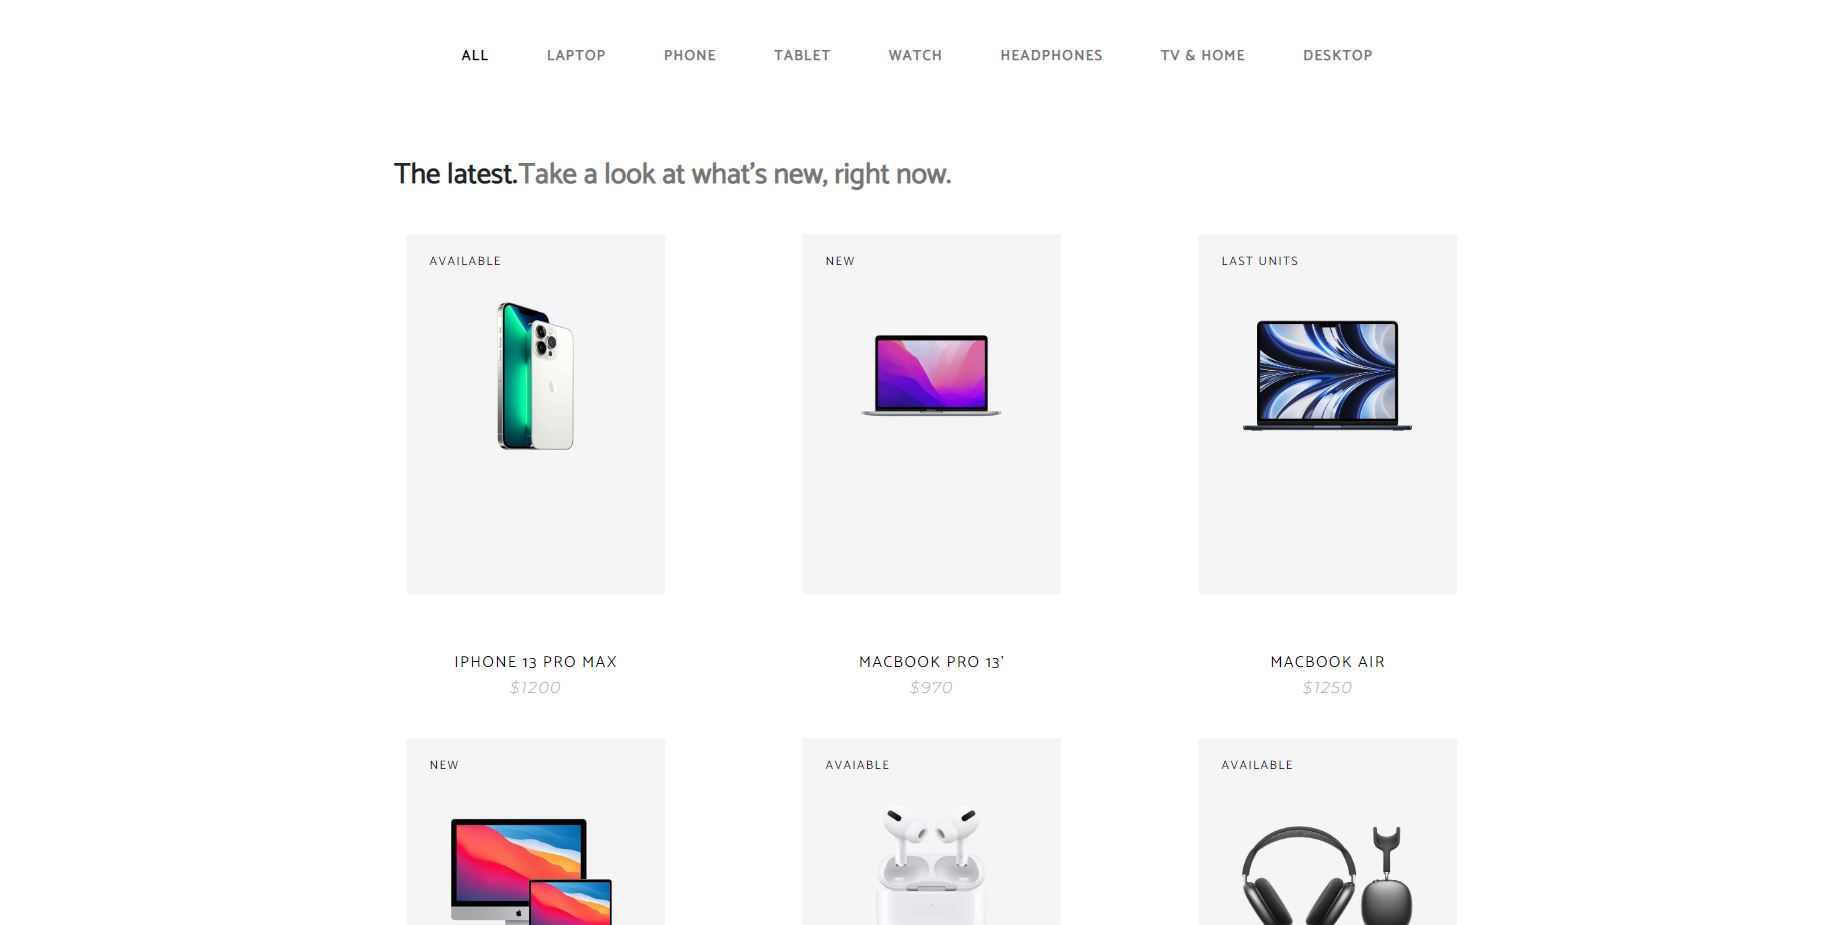 ALL LAPTOP PHONE TABLET WATCH HEADPHONES TV & HOME DESKTOP
The latest.Take a look at what's new, right now.
AVAILABLE NEW LAST UNITS
IPHONE 13 PRO MAX MACBOOK PRO 13' MACBOOK AIR
$1200 $970 $1250
NEW AVAIABLE AVAILABLE